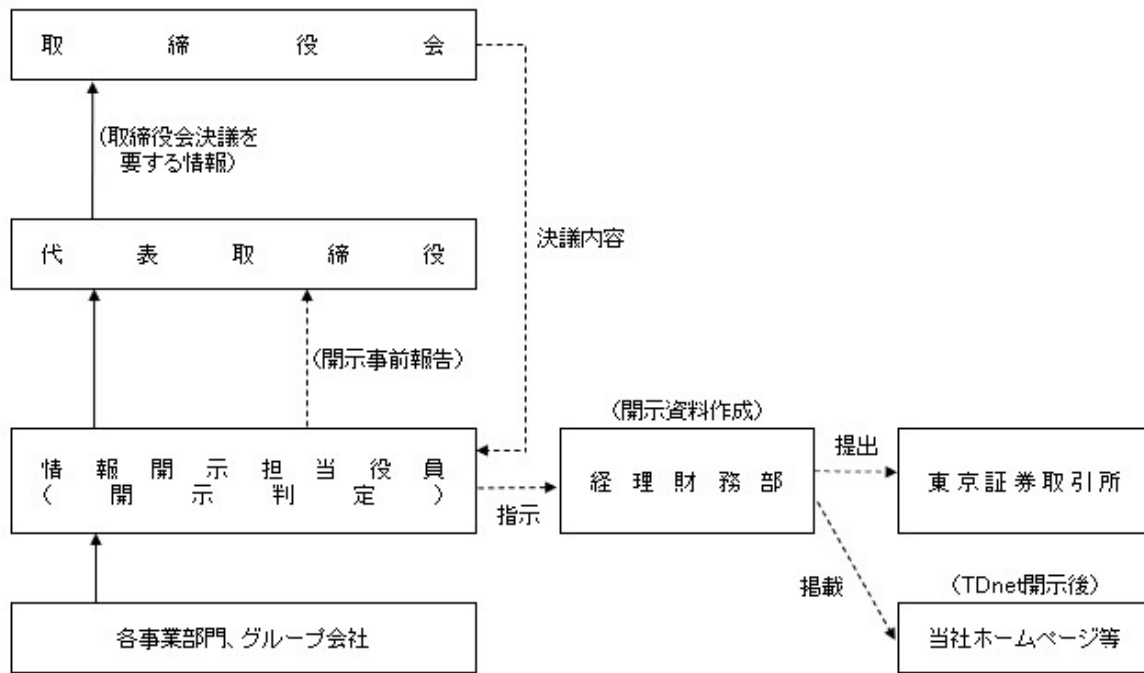 取締役会
（取締役会決議を
要する情報）
代表取締役
決議内容
（開示事前報告）
情報開示担当役員
（開示判定）
指示
（開示資料作成）
経理財務部
提出
東京証券取引所
掲載
（TDnet開示後）
当社ホームページ等
各事業部門、グループ会社